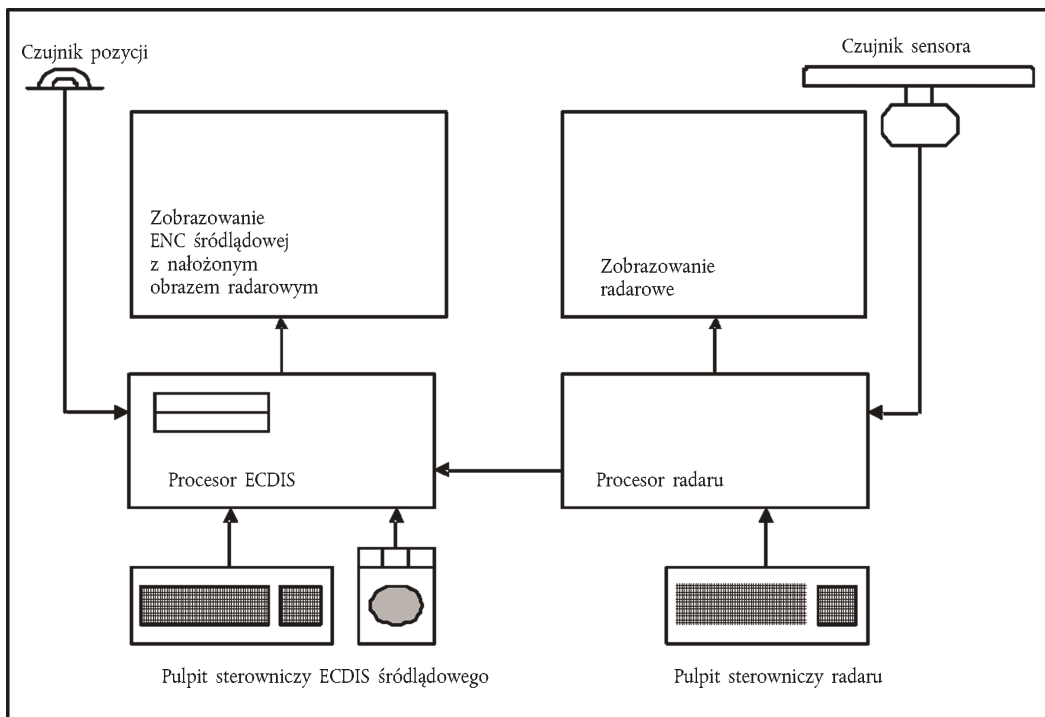 Czujnik pozycji
Czujnik sensora
Zobrazowanie
ENC śródlądowej
z nałożonym
obrazem radarowym
Zobrazowanie
radarowe
Procesor ECDIS
Procesor radaru
Pulpit sterowniczy ECDIS śródlądowego
Pulpit sterowniczy radaru